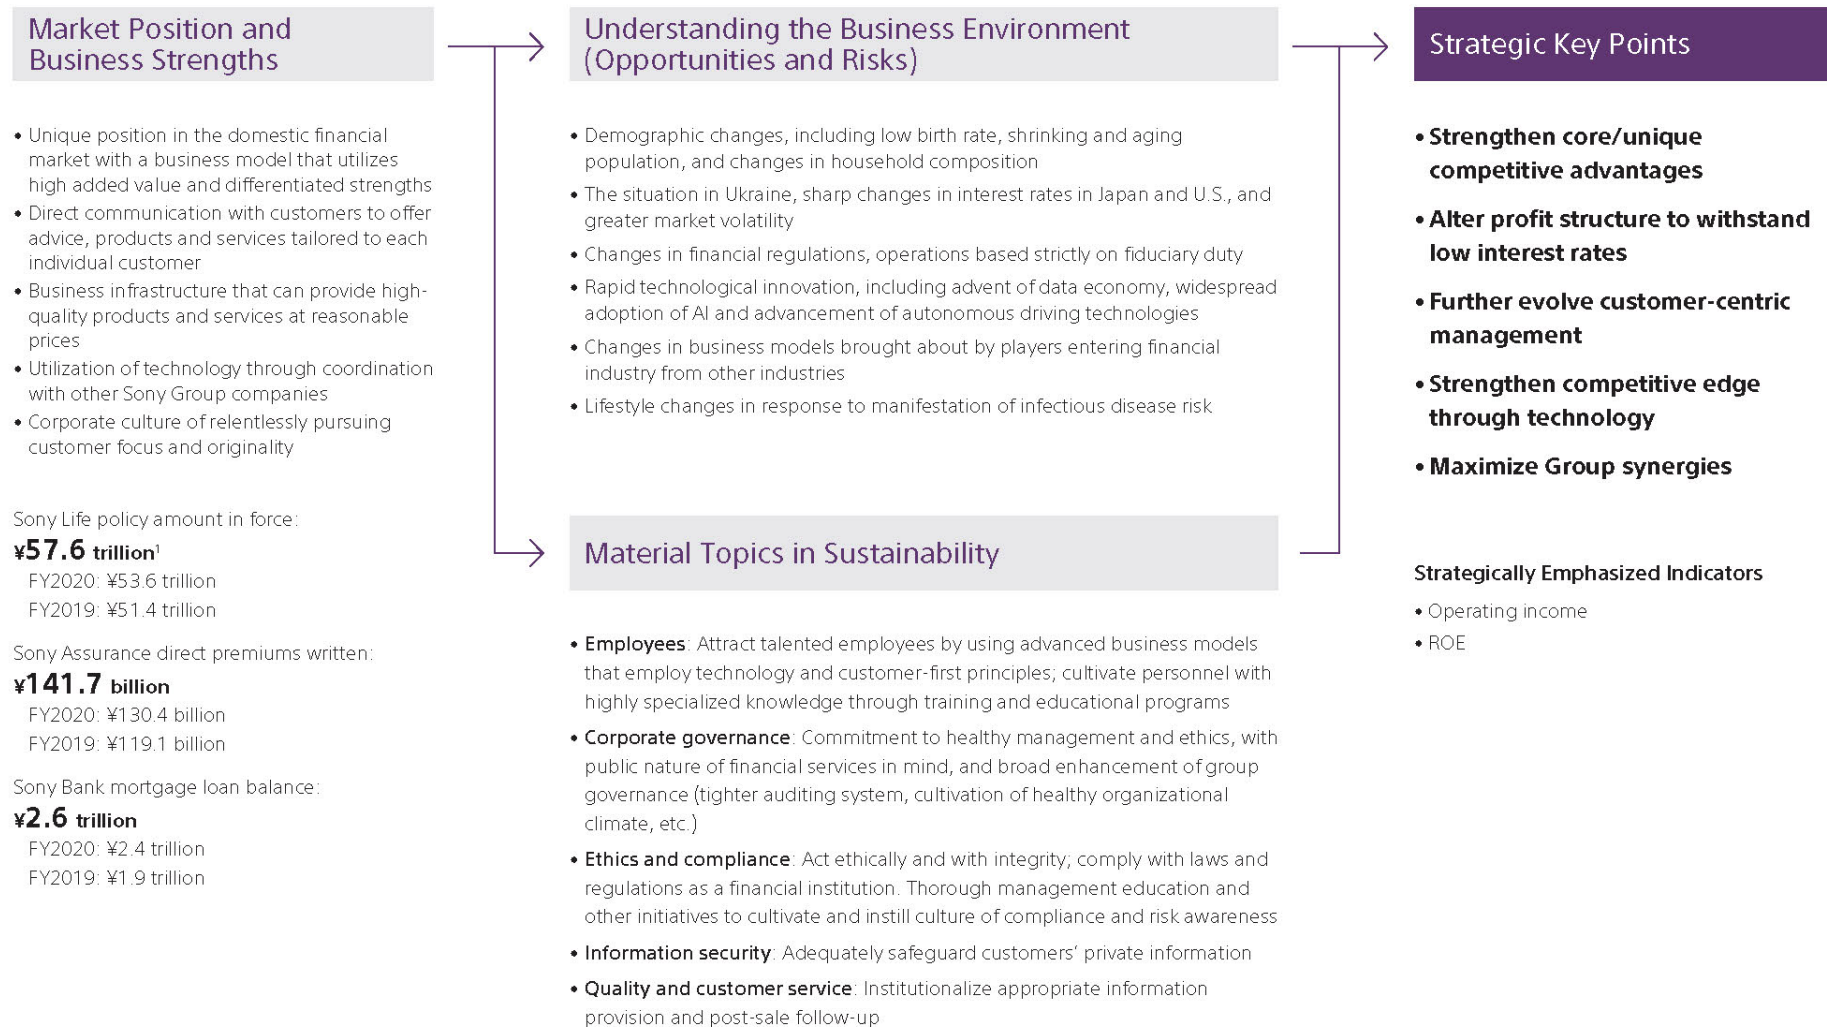 Market Position and
Business Strengths
• Unique position in the domestic financial
market with a business model that utilizes
high added value and differentiated strengths
• Direct communication with customers to offer
advice, products and services tailored to each
individual customer
• Business infrastructure that can provide high-
quality products and services at reasonable
prices
• Utilization of technology through coordination
with other Sony Group companies
• Corporate culture of relentlessly pursuing
customer focus and originality
Sony Life policy amount in force:
¥57.6 trillion¹
FY2020: ¥53.6 trillion
FY2019: ¥51.4 trillion
Sony Assurance direct premiums written:
¥141.7 billion
FY2020: ¥130.4 billion
FY2019: ¥119.1 billion
Sony Bank mortgage loan balance:
¥2.6 trillion
FY2020: ¥2.4 trillion
FY2019: ¥1.9 trillion
Understanding the Business Environment
(Opportunities and Risks)
• Demographic changes, including low birth rate, shrinking and aging
population, and changes in household composition
• The situation in Ukraine, sharp changes in interest rates in Japan and U.S., and
greater market volatility
• Changes in financial regulations, operations based strictly on fiduciary duty
• Rapid technological innovation, including advent of data economy, widespread
adoption of AI and advancement of autonomous driving technologies
• Changes in business models brought about by players entering financial
industry from other industries
• Lifestyle changes in response to manifestation of infectious disease risk
Material Topics in Sustainability
• Employees: Attract talented employees by using advanced business models
that employ technology and customer-first principles; cultivate personnel with
highly specialized knowledge through training and educational programs
• Corporate governance: Commitment to healthy management and ethics, with
public nature of financial services in mind, and broad enhancement of group
governance (tighter auditing system, cultivation of healthy organizational
climate, etc.)
• Ethics and compliance: Act ethically and with integrity; comply with laws and
regulations as a financial institution. Thorough management education and
other initiatives to cultivate and instill culture of compliance and risk awareness
• Information security: Adequately safeguard customers’ private information
• Quality and customer service: Institutionalize appropriate information
provision and post-sale follow-up
Strategic Key Points
• Strengthen core/unique
competitive advantages
• Alter profit structure to withstand
low interest rates
• Further evolve customer-centric
management
• Strengthen competitive edge
through technology
• Maximize Group synergies
Strategically Emphasized Indicators
• Operating income
• ROE